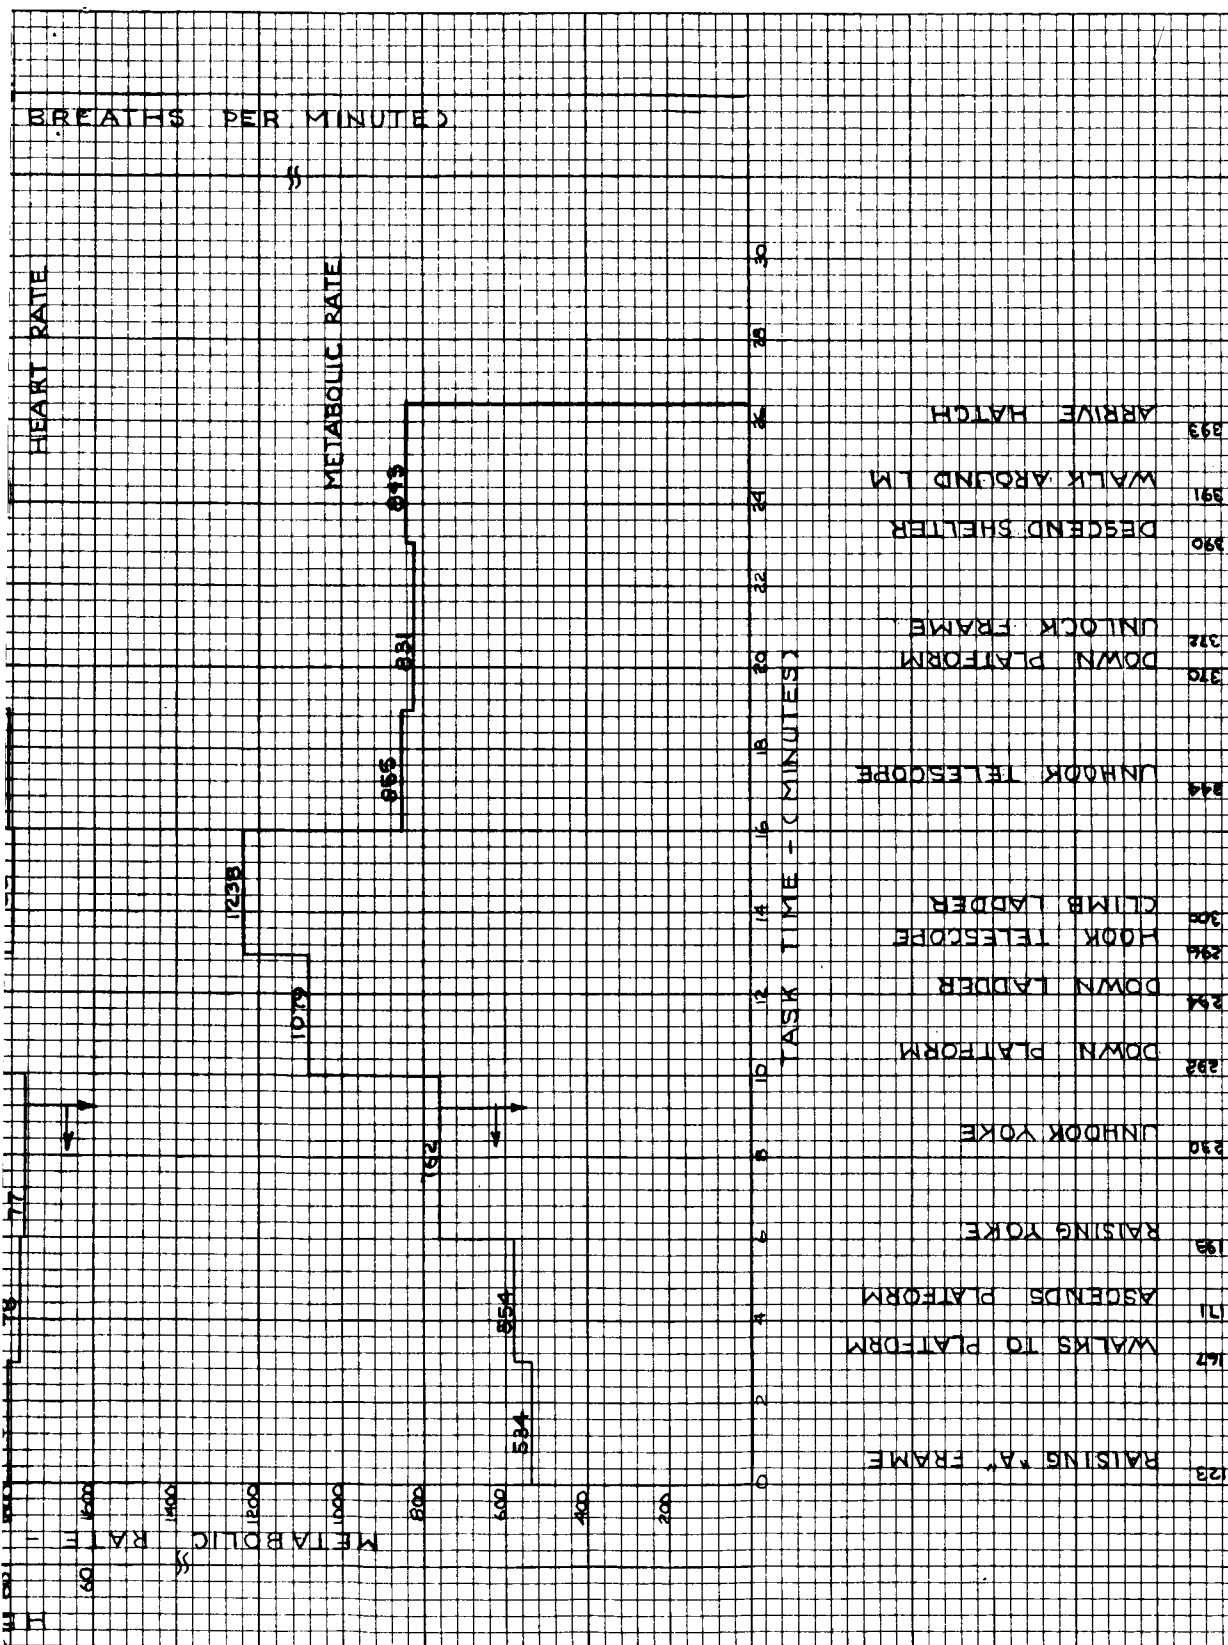 BREATHS PER MINUTE)
HEART RATE
METABOLIC RATE
METABOLIC RATE -
60
1600
1400
1200
1000
800
600
400
200
78
77
534
854
762
1079
1238
855
831
843
0
2
4
6
8
10
12
14
16
18
20
22
24
26
28
30
TASK TIME - (MINUTES)
123 RAISING "A" FRAME
167 WALKS TO PLATFORM
171 ASCENDS PLATFORM
193 RAISING YOKE
230 UNHOOK YOKE
292 DOWN PLATFORM
294 DOWN LADDER
296 HOOK TELESCOPE
300 CLIMB LADDER
344 UNHOOK TELESCOPE
370 DOWN PLATFORM
372 UNLOCK FRAME
390 DESCEND SHELTER
391 WALK AROUND LM
393 ARRIVE HATCH